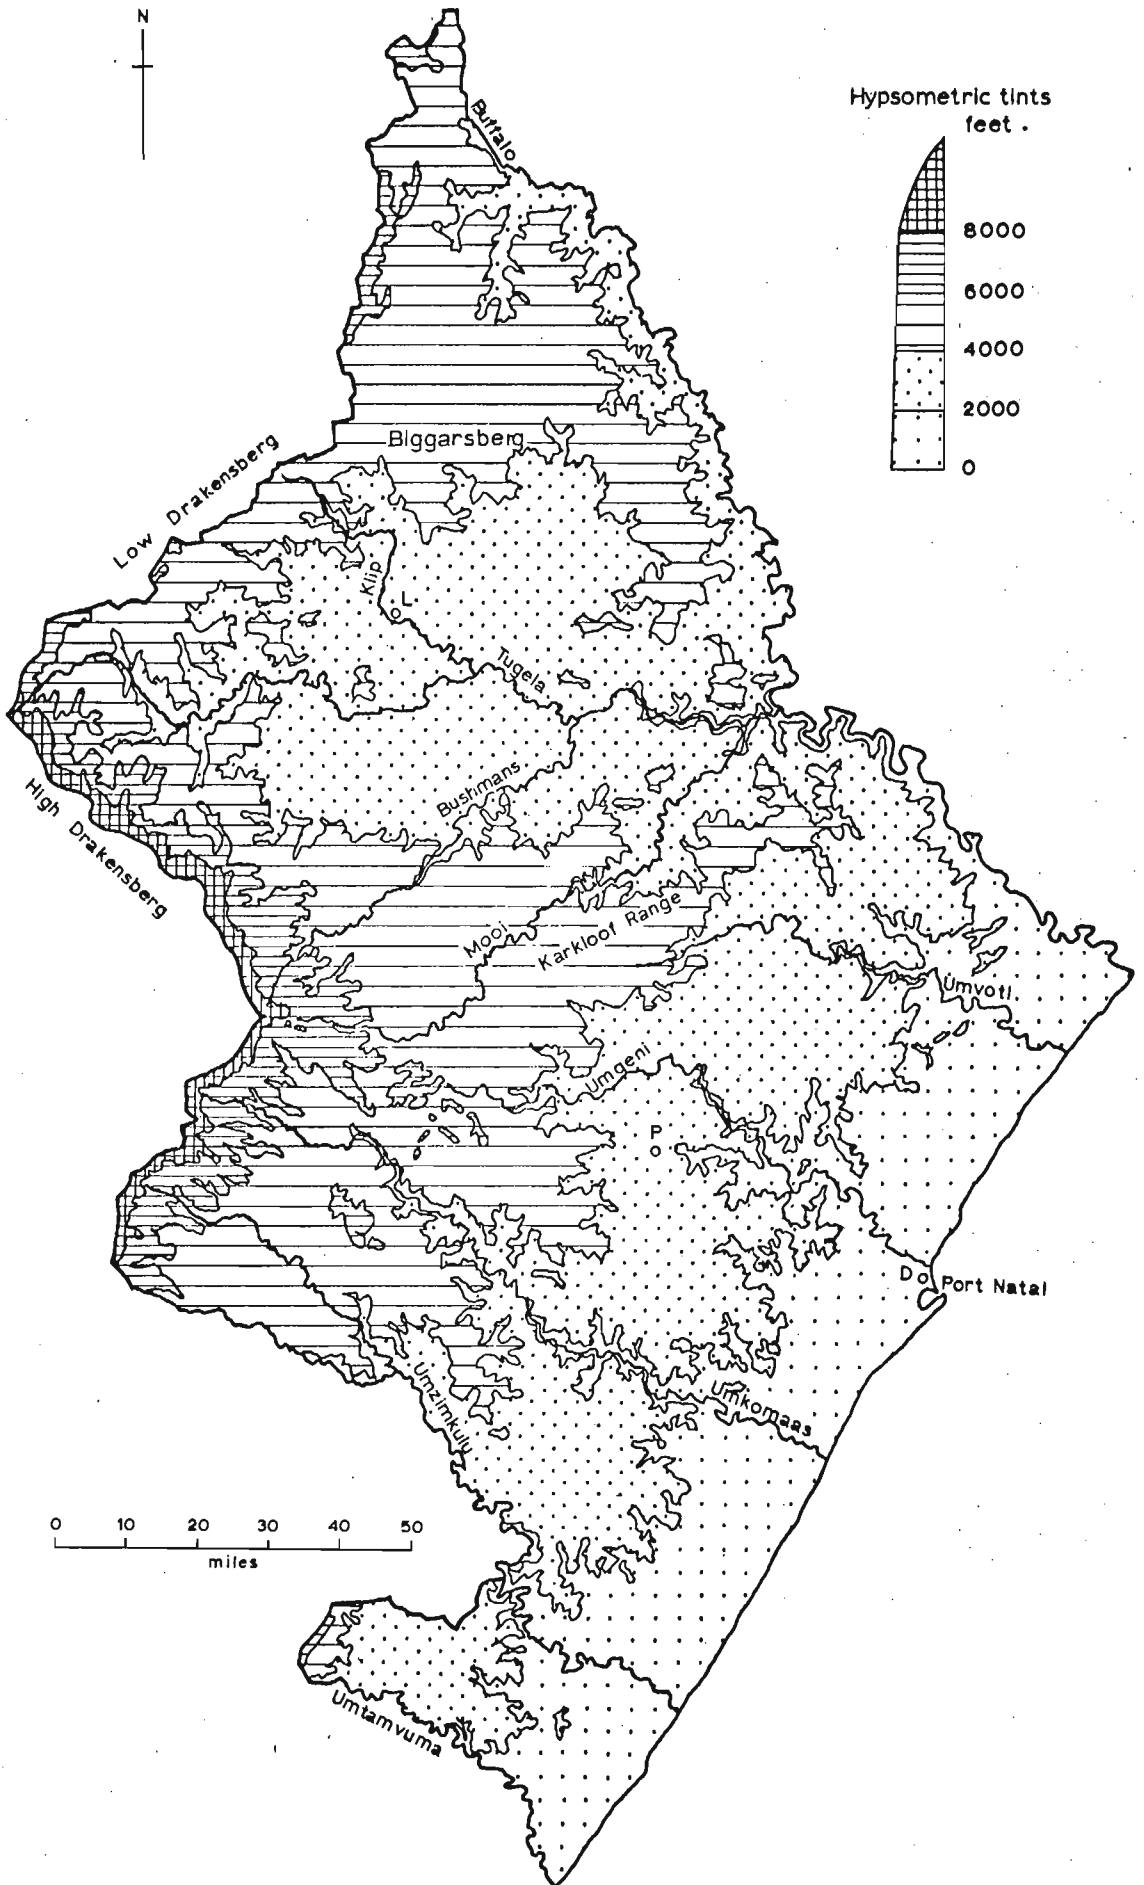 N
Hypsometric tints
feet.
8000
6000
4000
2000
0
Buffalo
Biggarsberg
Low Drakensberg
Klip
L
Tugela
High Drakensberg
Bushmans
Mooi
Karkloof Range
Umvoti
Umgeni
P
D
Port Natal
Umkomaas
Umzimkulu
0 10 20 30 40 50
miles
Umtamvuma